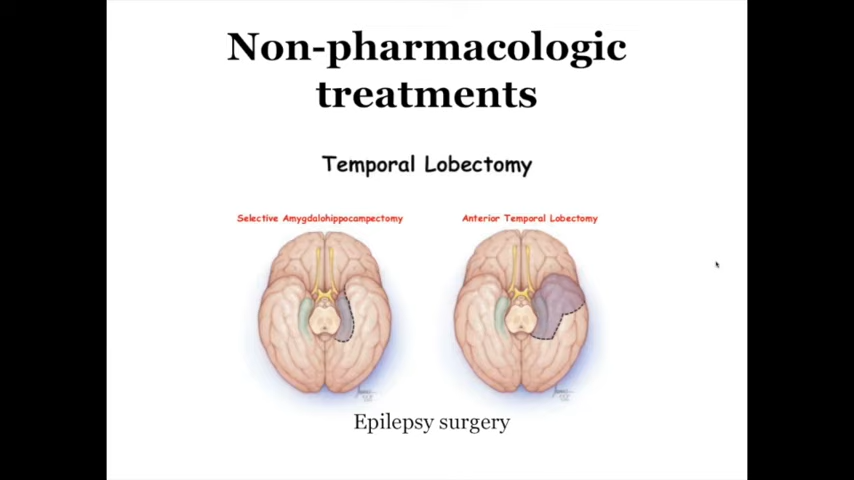 Non-pharmacologic
treatments
Temporal Lobectomy
Selective Amygdalohippocampectomy
Anterior Temporal Lobectomy
Epilepsy surgery